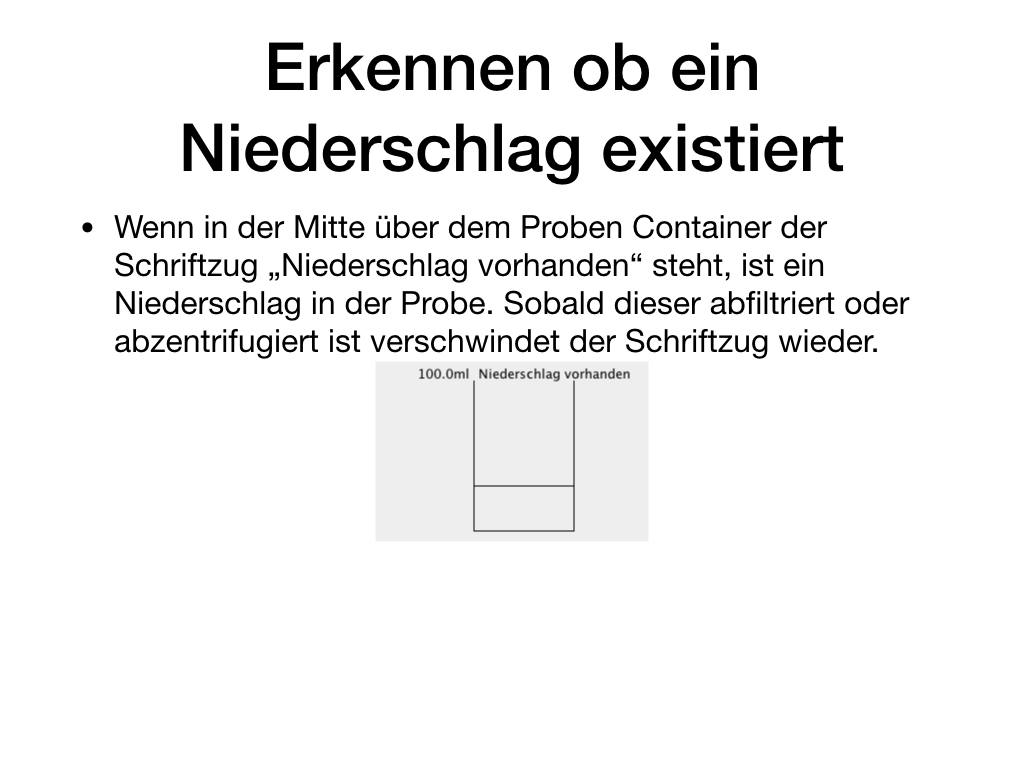 Erkennen ob ein
Niederschlag existiert
• Wenn in der Mitte über dem Proben Container der
Schriftzug „Niederschlag vorhanden“ steht, ist ein
Niederschlag in der Probe. Sobald dieser abfiltriert oder
abzentrifugiert ist verschwindet der Schriftzug wieder.
100.0ml Niederschlag vorhanden